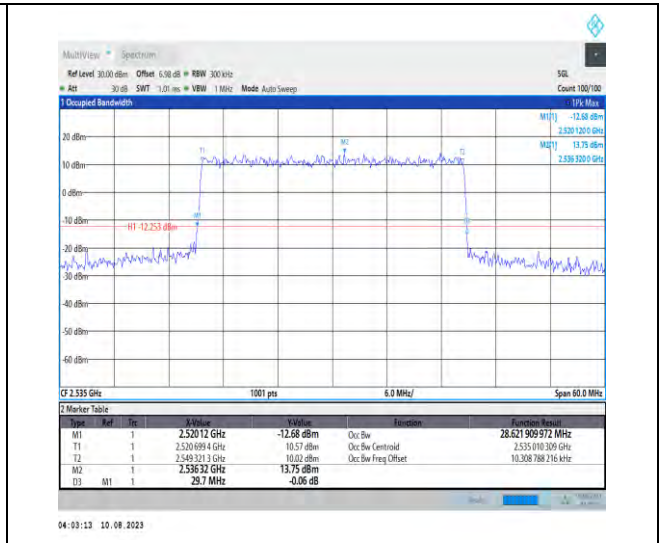 MultiView Spectrum
Ref Level 30.00 dBm Offset 6.98 dB RBW 300 kHz SGL
Att 30 dB SWT 1.01 ms VBW 1 MHz Mode Auto Sweep Count 100/100
1 Occupied Bandwidth 1Pk Max
M1[1] -12.68 dBm
2.520 120 0 GHz
M2[1] 13.75 dBm
2.536 320 0 GHz
20 dBm
M2
T1 T2
10 dBm
0 dBm
M1
-10 dBm
H1 -12.253 dBm
-20 dBm
-30 dBm
-40 dBm
-50 dBm
-60 dBm
CF 2.535 GHz 1001 pts 6.0 MHz/ Span 60.0 MHz
2 Marker Table
Type Ref Trc X-Value Y-Value Function Function Result
M1 1 2.52012 GHz -12.68 dBm Occ Bw 28.621 909 972 MHz
T1 1 2.520 699 4 GHz 10.57 dBm Occ Bw Centroid 2.535 010 309 GHz
T2 1 2.549 321 3 GHz 10.02 dBm Occ Bw Freq Offset 10.308 788 216 kHz
M2 1 2.536 32 GHz 13.75 dBm
D3 M1 1 29.7 MHz -0.06 dB
04:03:13 10.08.2023